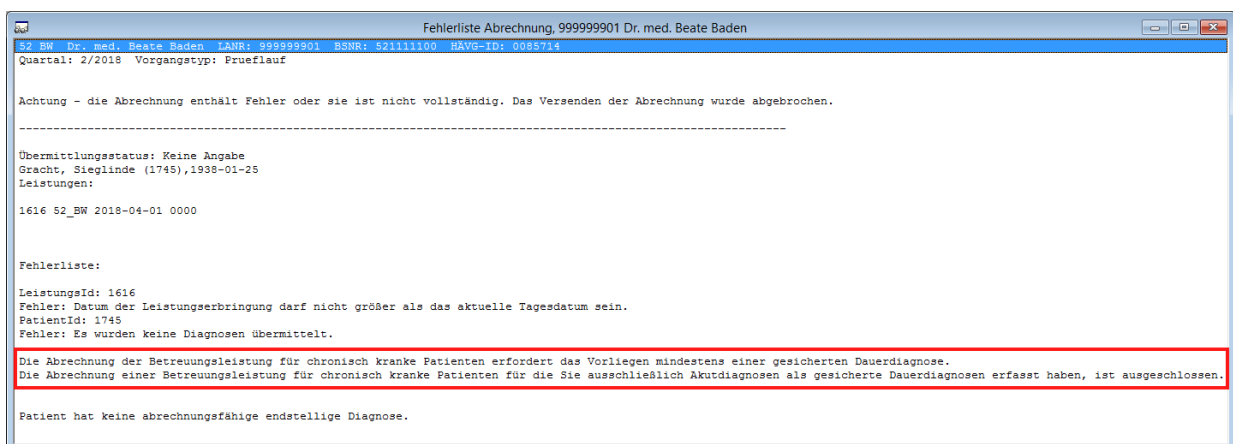 Fehlerliste Abrechnung, 999999901 Dr. med. Beate Baden
52 BW Dr. med. Beate Baden LANR: 999999901 BSNR: 521111100 HÄVG-ID: 0085714
Quartal: 2/2018 Vorgangstyp: Prueflauf
Achtung - die Abrechnung enthält Fehler oder sie ist nicht vollständig. Das Versenden der Abrechnung wurde abgebrochen.
----------------------------------------------------------------------------------------------------------------
Übermittlungsstatus: Keine Angabe
Gracht, Sieglinde (1745),1938-01-25
Leistungen:
1616 52_BW 2018-04-01 0000
Fehlerliste:
LeistungsId: 1616
Fehler: Datum der Leistungserbringung darf nicht größer als das aktuelle Tagesdatum sein.
PatientId: 1745
Fehler: Es wurden keine Diagnosen übermittelt.
Die Abrechnung der Betreuungsleistung für chronisch kranke Patienten erfordert das Vorliegen mindestens einer gesicherten Dauerdiagnose.
Die Abrechnung einer Betreuungsleistung für chronisch kranke Patienten für die Sie ausschließlich Akutdiagnosen als gesicherte Dauerdiagnosen erfasst haben, ist ausgeschlossen.
Patient hat keine abrechnungsfähige endstellige Diagnose.